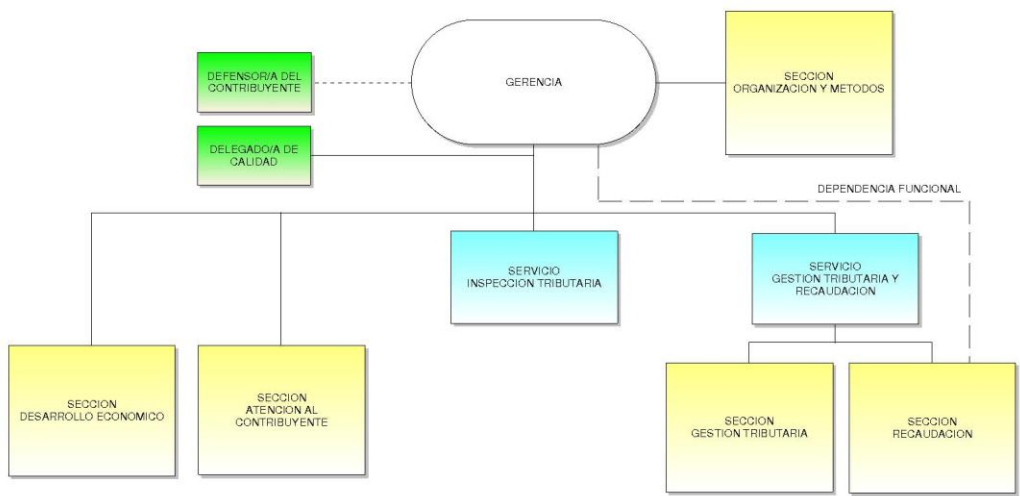 DEFENSOR/A DEL
CONTRIBUYENTE
GERENCIA
SECCION
ORGANIZACION Y METODOS
DELEGADO/A DE
CALIDAD
DEPENDENCIA FUNCIONAL
SERVICIO
INSPECCION TRIBUTARIA
SERVICIO
GESTION TRIBUTARIA Y
RECAUDACION
SECCION
DESARROLLO ECONOMICO
SECCION
ATENCION AL
CONTRIBUYENTE
SECCION
GESTION TRIBUTARIA
SECCION
RECAUDACION